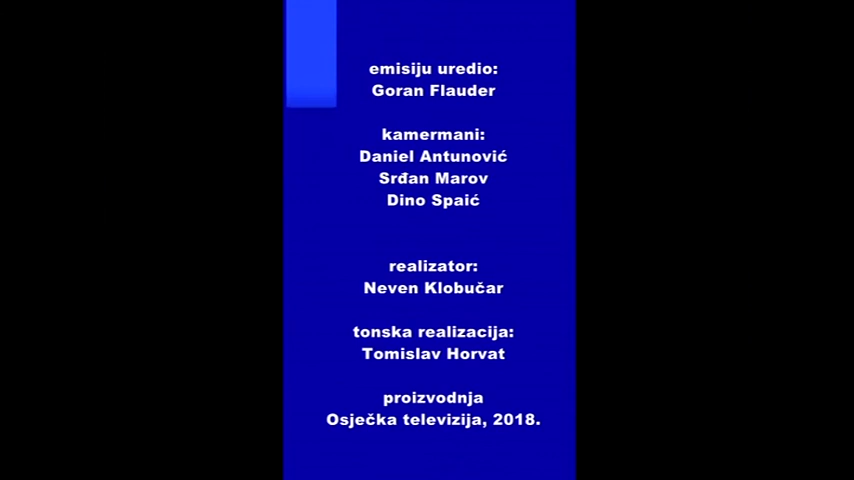 emisiju uredio:
Goran Flauder
kamermani:
Daniel Antunović
Srđan Marov
Dino Spaić
realizator:
Neven Klobučar
tonska realizacija:
Tomislav Horvat
proizvodnja
Osječka televizija, 2018.